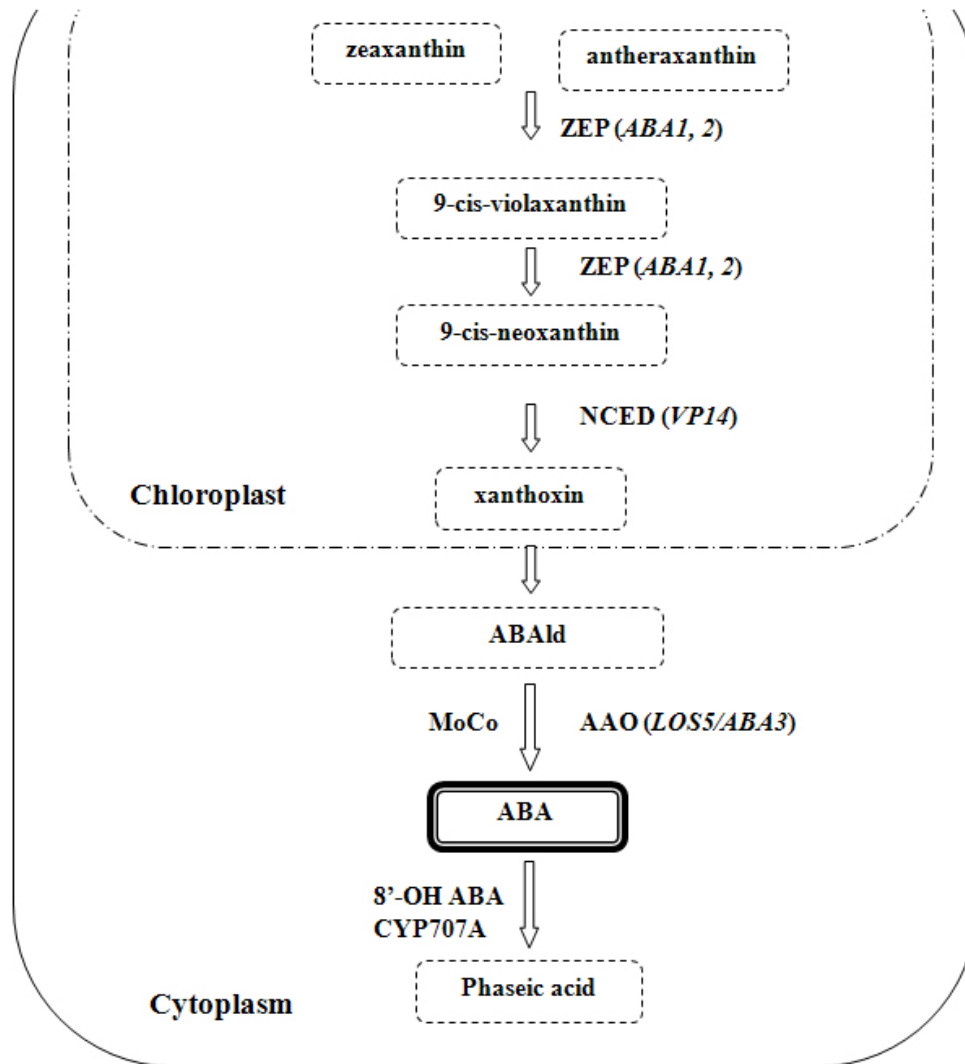 zeaxanthin
antheraxanthin
ZEP (ABA1, 2)
9-cis-violaxanthin
ZEP (ABA1, 2)
9-cis-neoxanthin
NCED (VP14)
Chloroplast
xanthoxin
ABAld
MoCo
AAO (LOS5/ABA3)
ABA
8’-OH ABA
CYP707A
Phaseic acid
Cytoplasm